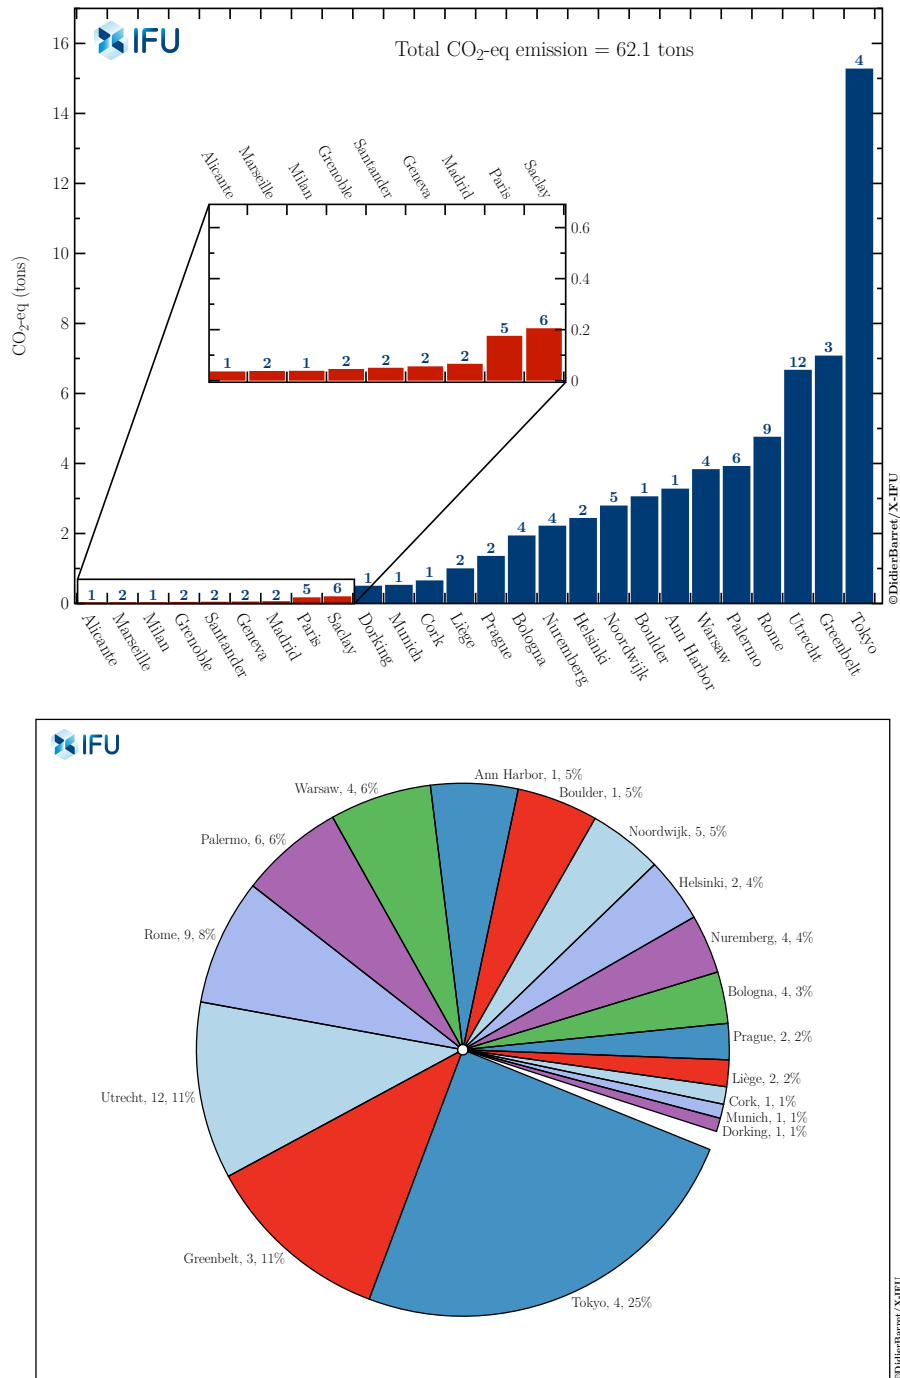 IFU
Total CO2-eq emission = 62.1 tons
CO2-eq (tons)
16
14
12
10
8
6
4
2
0
Alicante
Marseille
Milan
Grenoble
Santander
Geneva
Madrid
Paris
Saclay
0.6
0.4
0.2
0
1 2 1 2 2 2 2 5 6
1 2 1 2 2 2 2 5 6 1 1 1 2 2 4 4 2 5 1 1 4 6 9 12 3 4
Alicante
Marseille
Milan
Grenoble
Santander
Geneva
Madrid
Paris
Saclay
Dorking
Munich
Cork
Liège
Prague
Bologna
Nuremberg
Helsinki
Noordwijk
Boulder
Ann Harbor
Warsaw
Palermo
Rome
Utrecht
Greenbelt
Tokyo
©DidierBarret/X-IFU
IFU
Ann Harbor, 1, 5%
Warsaw, 4, 6%
Boulder, 1, 5%
Noordwijk, 5, 5%
Palermo, 6, 6%
Helsinki, 2, 4%
Rome, 9, 8%
Nuremberg, 4, 4%
Bologna, 4, 3%
Prague, 2, 2%
Liège, 2, 2%
Utrecht, 12, 11%
Cork, 1, 1%
Munich, 1, 1%
Dorking, 1, 1%
Greenbelt, 3, 11%
Tokyo, 4, 25%
©DidierBarret/X-IFU